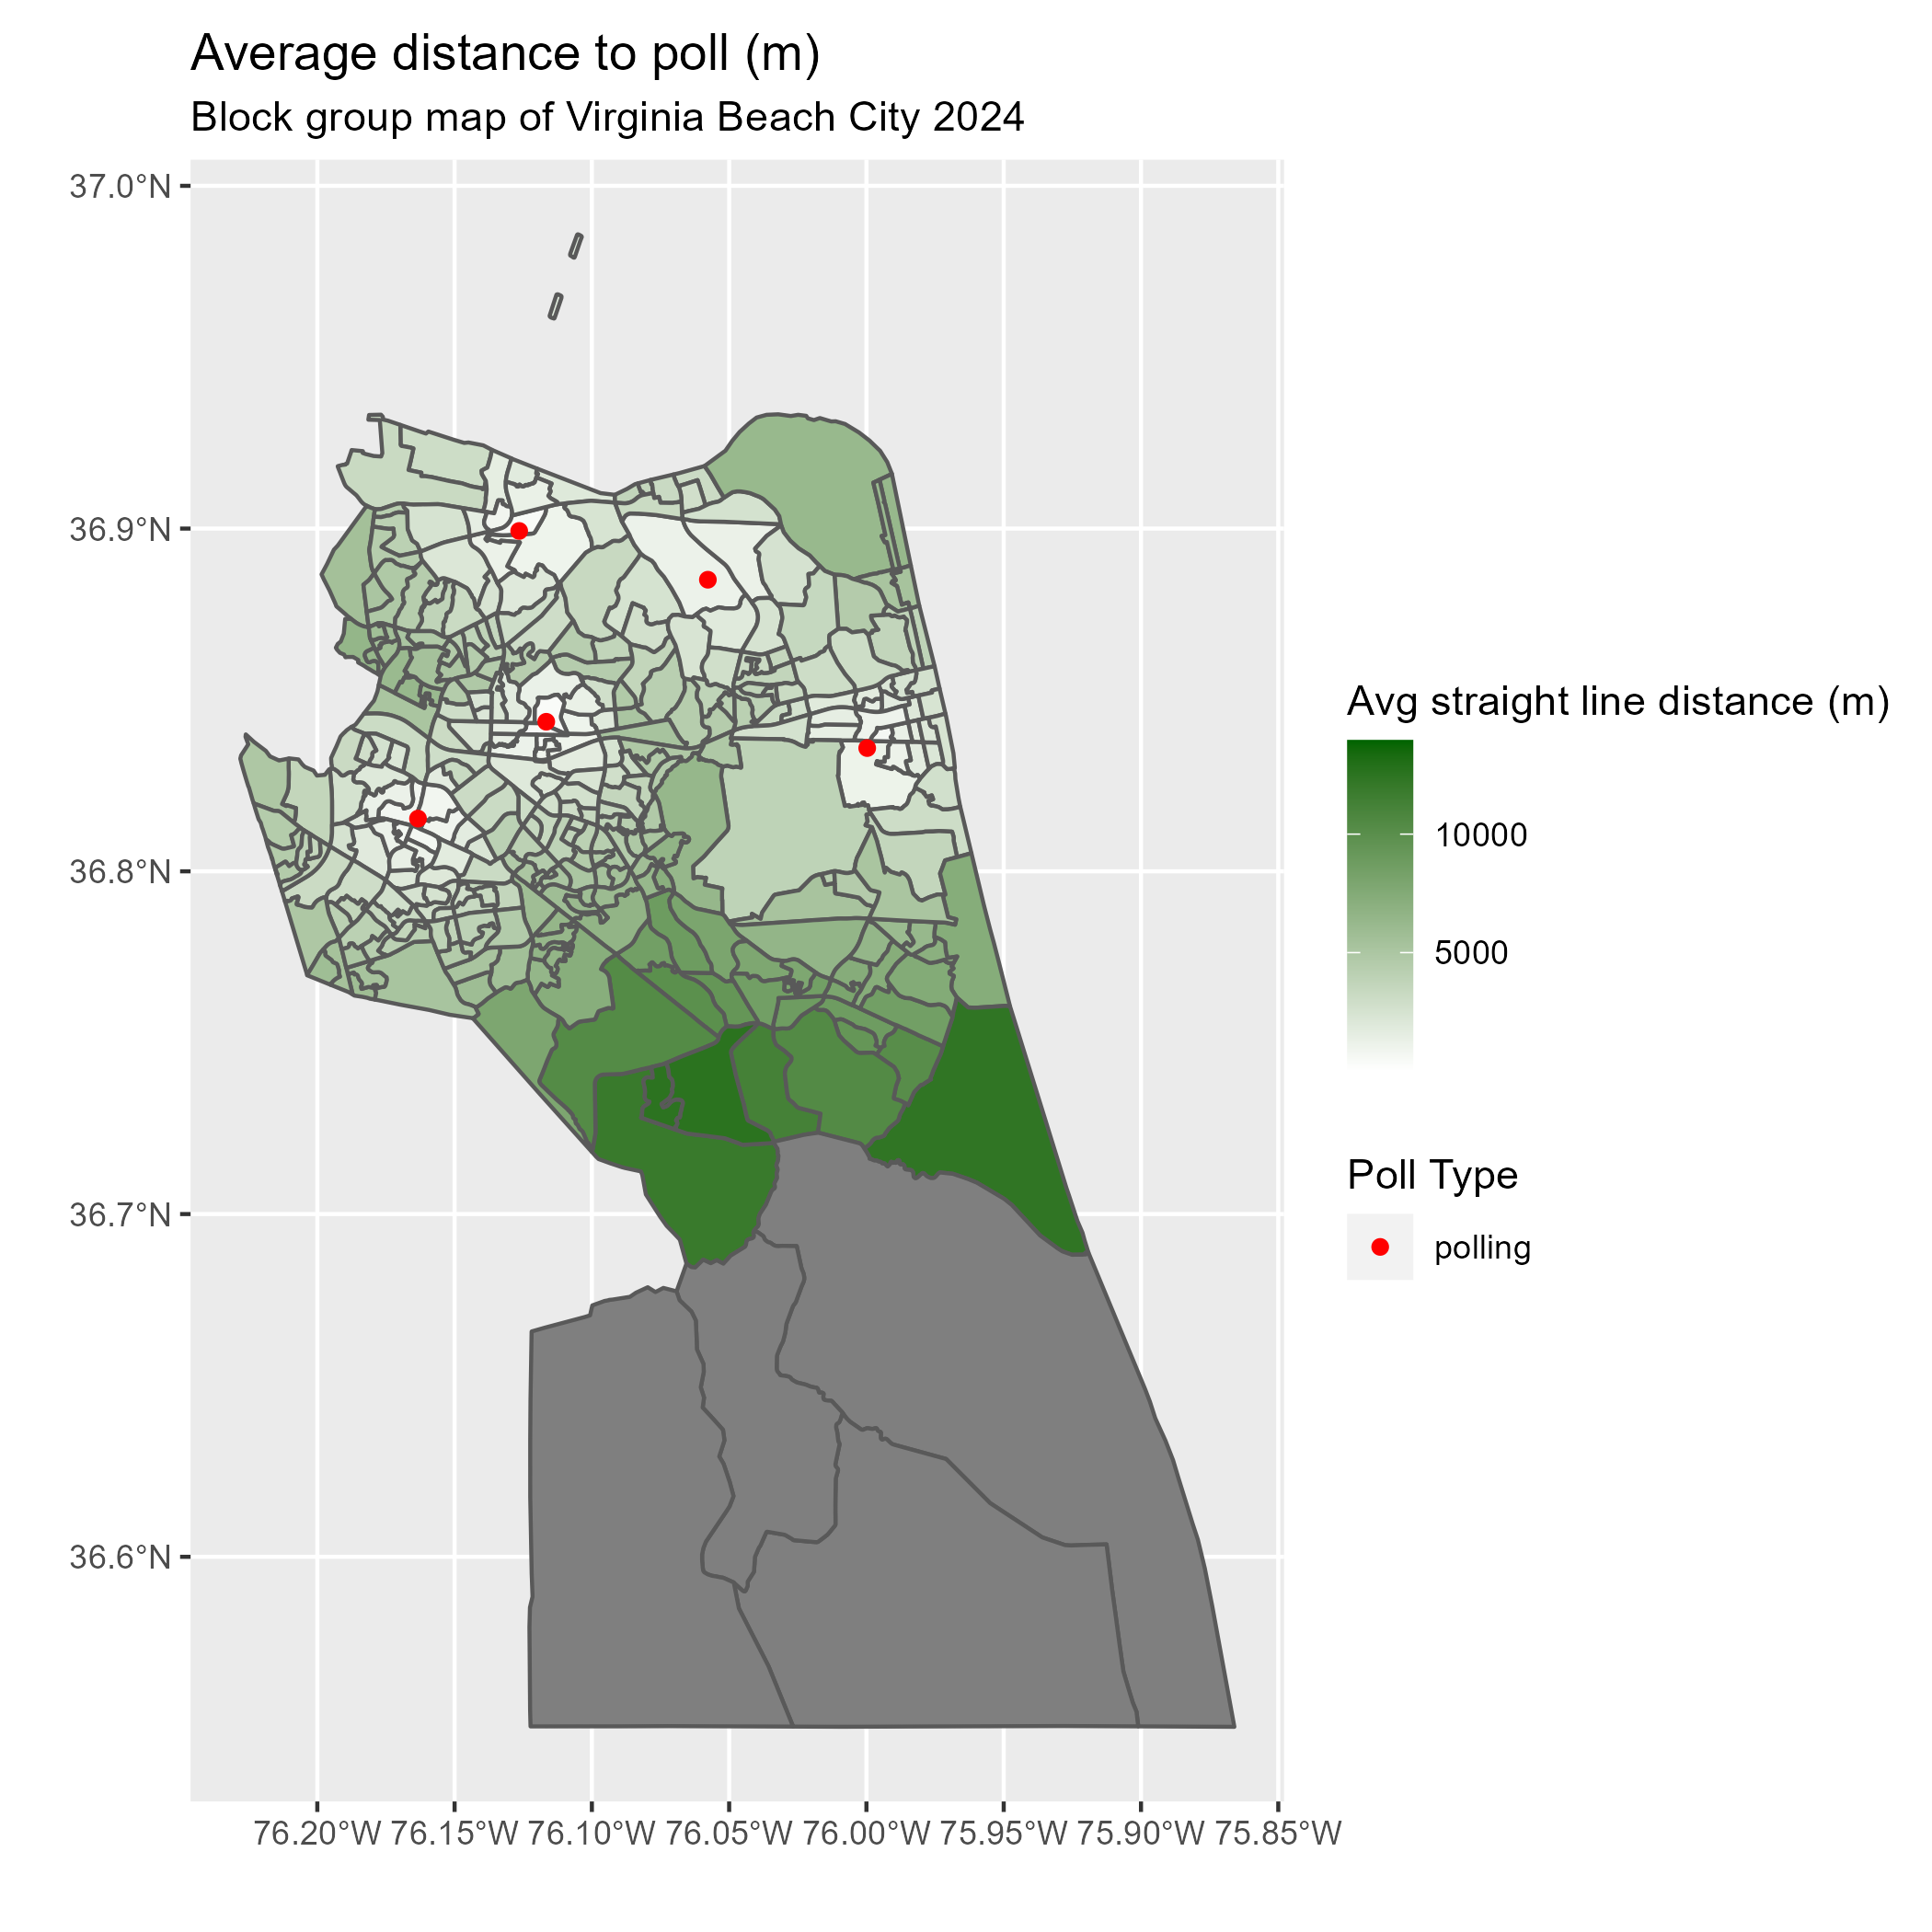 Average distance to poll (m)
Block group map of Virginia Beach City 2024
37.0°N
36.9°N
36.8°N
36.7°N
36.6°N
76.20°W 76.15°W 76.10°W 76.05°W 76.00°W 75.95°W 75.90°W 75.85°W
Avg straight line distance (m)
10000
5000
Poll Type
polling